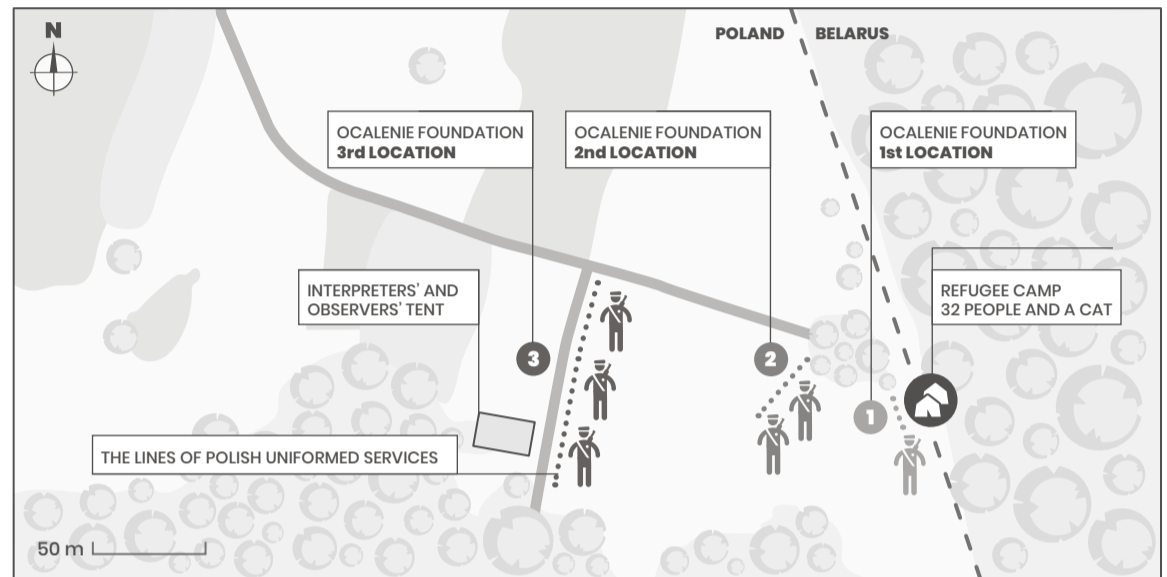 N
POLAND
BELARUS
OCALENIE FOUNDATION
3rd LOCATION
OCALENIE FOUNDATION
2nd LOCATION
OCALENIE FOUNDATION
1st LOCATION
INTERPRETERS' AND
OBSERVERS' TENT
REFUGEE CAMP
32 PEOPLE AND A CAT
3
2
1
THE LINES OF POLISH UNIFORMED SERVICES
50 m